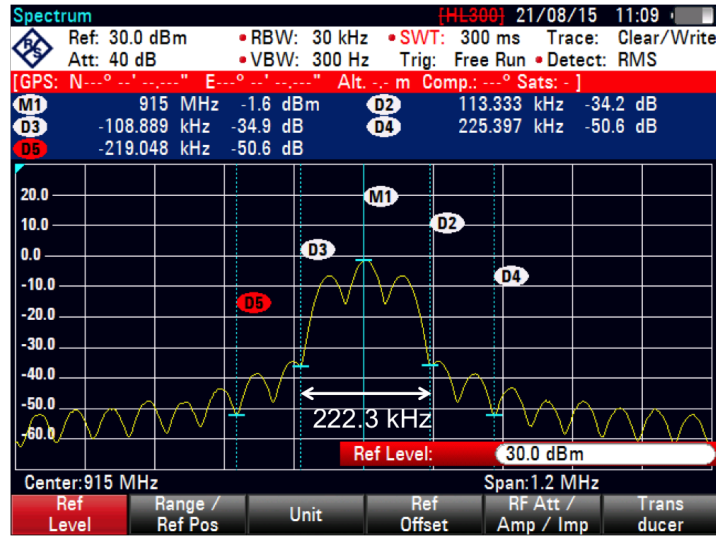 Spectrum [HL300] 21/08/15 11:09
Ref: 30.0 dBm • RBW: 30 kHz • SWT: 300 ms Trace: Clear/Write
Att: 40 dB • VBW: 300 Hz Trig: Free Run • Detect: RMS
[GPS: N---° --' --.---" E---° --' --.---" Alt. -.- m Comp.: ---° Sats: - ]
M1 915 MHz -1.6 dBm D2 113.333 kHz -34.2 dB
D3 -108.889 kHz -34.9 dB D4 225.397 kHz -50.6 dB
D5 -219.048 kHz -50.6 dB
20.0
M1
10.0
D2
0.0
D3
D4
-10.0
D5
-20.0
-30.0
-40.0
-50.0
222.3 kHz
-60.0
Ref Level: 30.0 dBm
Center:915 MHz Span:1.2 MHz
Ref Level
Range / Ref Pos
Unit
Ref Offset
RF Att / Amp / Imp
Trans ducer